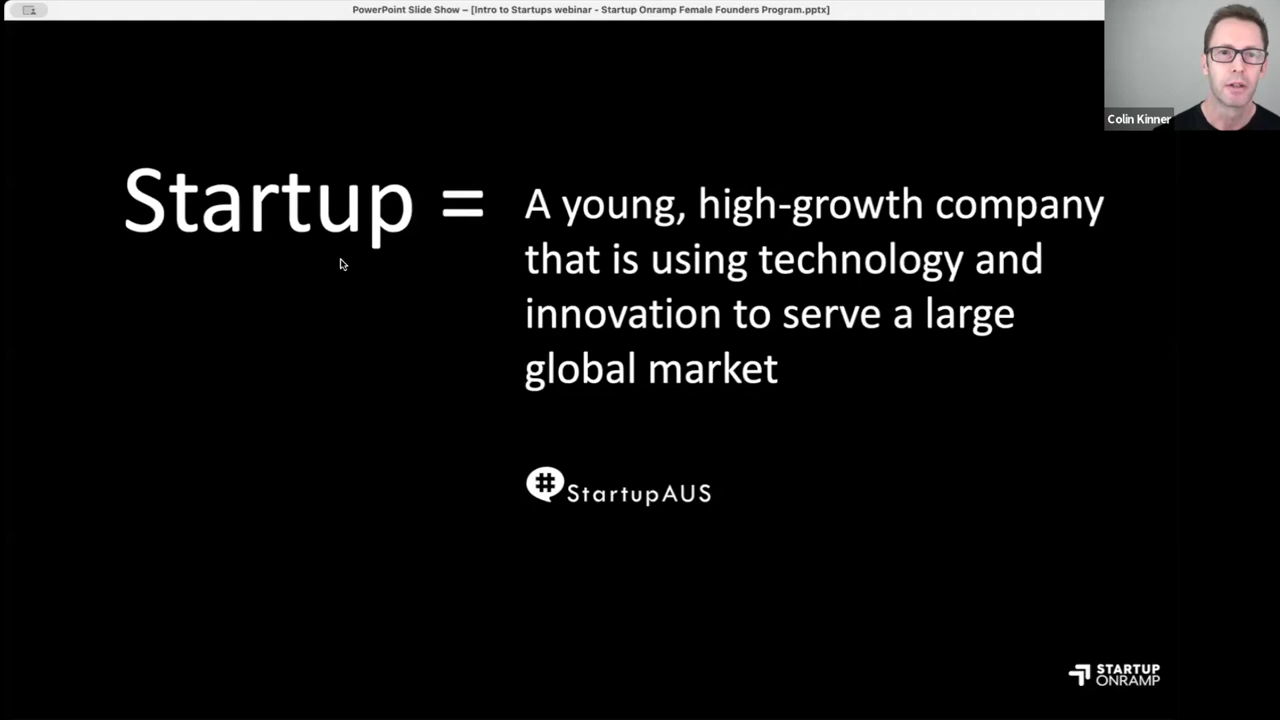 PowerPoint Slide Show – [Intro to Startups webinar - Startup Onramp Female Founders Program.pptx]
Colin Kinner
Startup =
A young, high-growth company
that is using technology and
innovation to serve a large
global market
#StartupAUS
STARTUP
ONRAMP